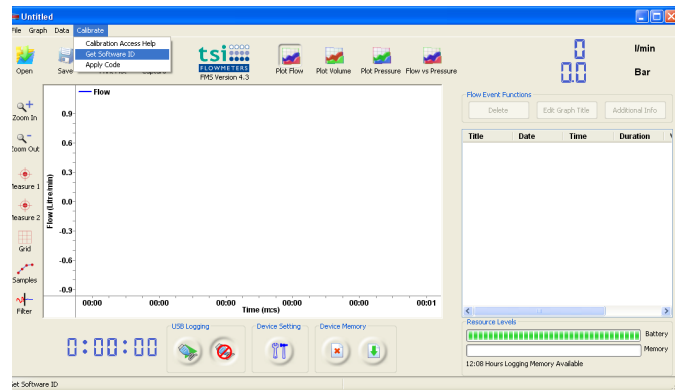 Untitled
File Graph Data Calibrate
Calibration Access Help
Get Software ID
Apply Code
Open
Save
tsi
FLOWMETERS
FMS Version 4.3
Plot Flow
Plot Volume
Plot Pressure
Flow vs Pressure
0 l/min
0.0 Bar
Zoom In
Zoom Out
Measure 1
Measure 2
Grid
Samples
Filter
Flow
Flow (Litre/min)
0.9
0.6
0.3
0.0
-0.3
-0.6
-0.9
00:00 00:00 00:00 00:00 00:00 00:01
Time (m:s)
Flow Event Functions
Delete
Edit Graph Title
Additional Info
Title Date Time Duration V
0:00:00
USB Logging
Device Setting
Device Memory
Resource Levels
Battery
Memory
12:08 Hours Logging Memory Available
Get Software ID